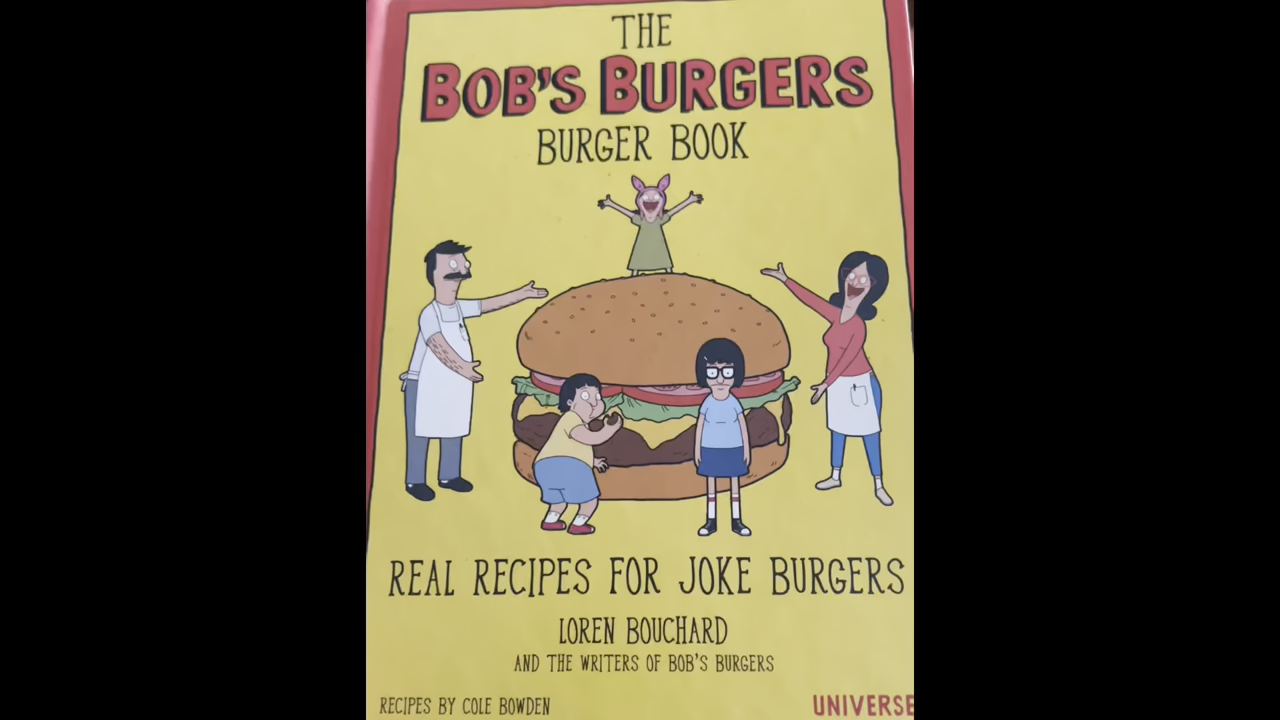 THE
BOB'S BURGERS
BURGER BOOK
REAL RECIPES FOR JOKE BURGERS
LOREN BOUCHARD
AND THE WRITERS OF BOB'S BURGERS
RECIPES BY COLE BOWDEN
UNIVERSE